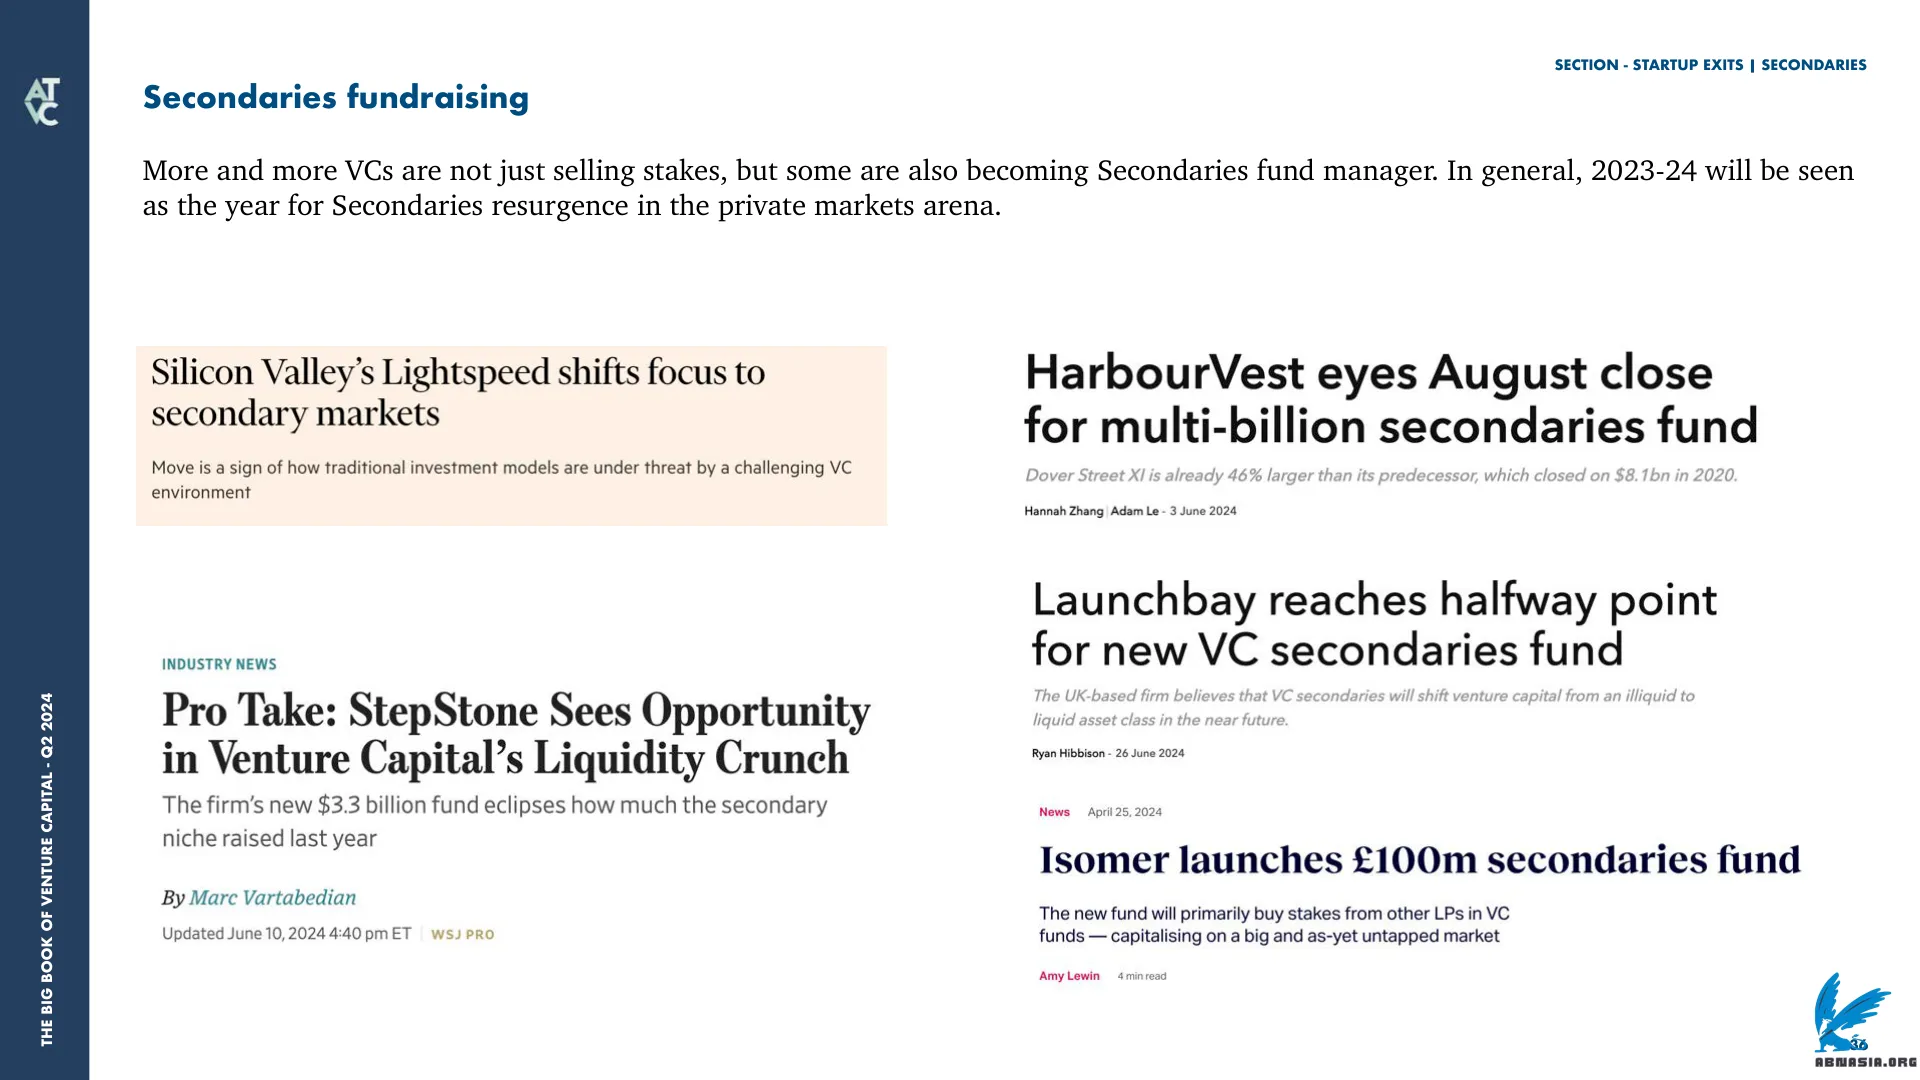 AT
VC
SECTION - STARTUP EXITS | SECONDARIES
Secondaries fundraising
More and more VCs are not just selling stakes, but some are also becoming Secondaries fund manager. In general, 2023-24 will be seen
as the year for Secondaries resurgence in the private markets arena.
Silicon Valley’s Lightspeed shifts focus to
secondary markets
Move is a sign of how traditional investment models are under threat by a challenging VC
environment
INDUSTRY NEWS
Pro Take: StepStone Sees Opportunity
in Venture Capital’s Liquidity Crunch
The firm’s new $3.3 billion fund eclipses how much the secondary
niche raised last year
By Marc Vartabedian
Updated June 10, 2024 4:40 pm ET | WSJ PRO
HarbourVest eyes August close
for multi-billion secondaries fund
Dover Street XI is already 46% larger than its predecessor, which closed on $8.1bn in 2020.
Hannah Zhang | Adam Le - 3 June 2024
Launchbay reaches halfway point
for new VC secondaries fund
The UK-based firm believes that VC secondaries will shift venture capital from an illiquid to
liquid asset class in the near future.
Ryan Hibbison - 26 June 2024
News April 25, 2024
Isomer launches £100m secondaries fund
The new fund will primarily buy stakes from other LPs in VC
funds — capitalising on a big and as-yet untapped market
Amy Lewin 4 min read
THE BIG BOOK OF VENTURE CAPITAL - Q2 2024
36
ABNASIA.ORG